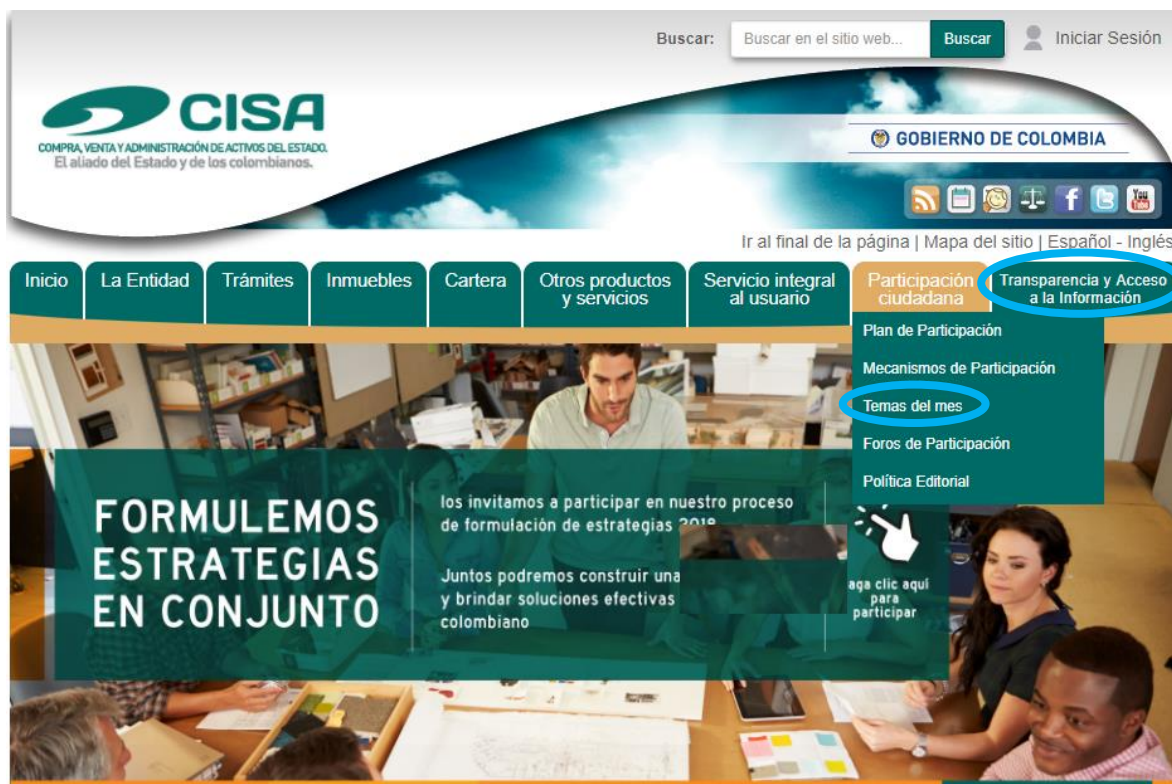 Buscar:
Buscar en el sitio web...
Buscar
Iniciar Sesión
CISA
COMPRA, VENTA Y ADMINISTRACIÓN DE ACTIVOS DEL ESTADO.
El aliado del Estado y de los colombianos.
GOBIERNO DE COLOMBIA
You
Tube
Ir al final de la página | Mapa del sitio | Español - Inglés
Inicio
La Entidad
Trámites
Inmuebles
Cartera
Otros productos
y servicios
Servicio integral
al usuario
Participación
ciudadana
Transparencia y Acceso
a la Información
Plan de Participación
Mecanismos de Participación
Temas del mes
Foros de Participación
Política Editorial
FORMULEMOS
ESTRATEGIAS
EN CONJUNTO
los invitamos a participar en nuestro proceso
de formulación de estrategias 2018
Juntos podremos construir una
y brindar soluciones efectivas
colombiano
aga clic aquí
para
participar